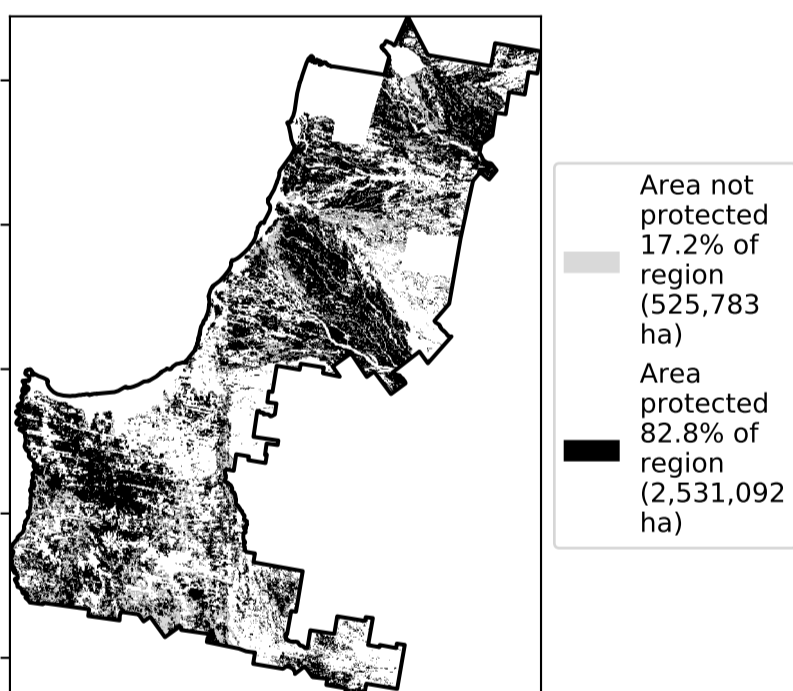 Area not
protected
17.2% of
region
(525,783
ha)
Area
protected
82.8% of
region
(2,531,092
ha)